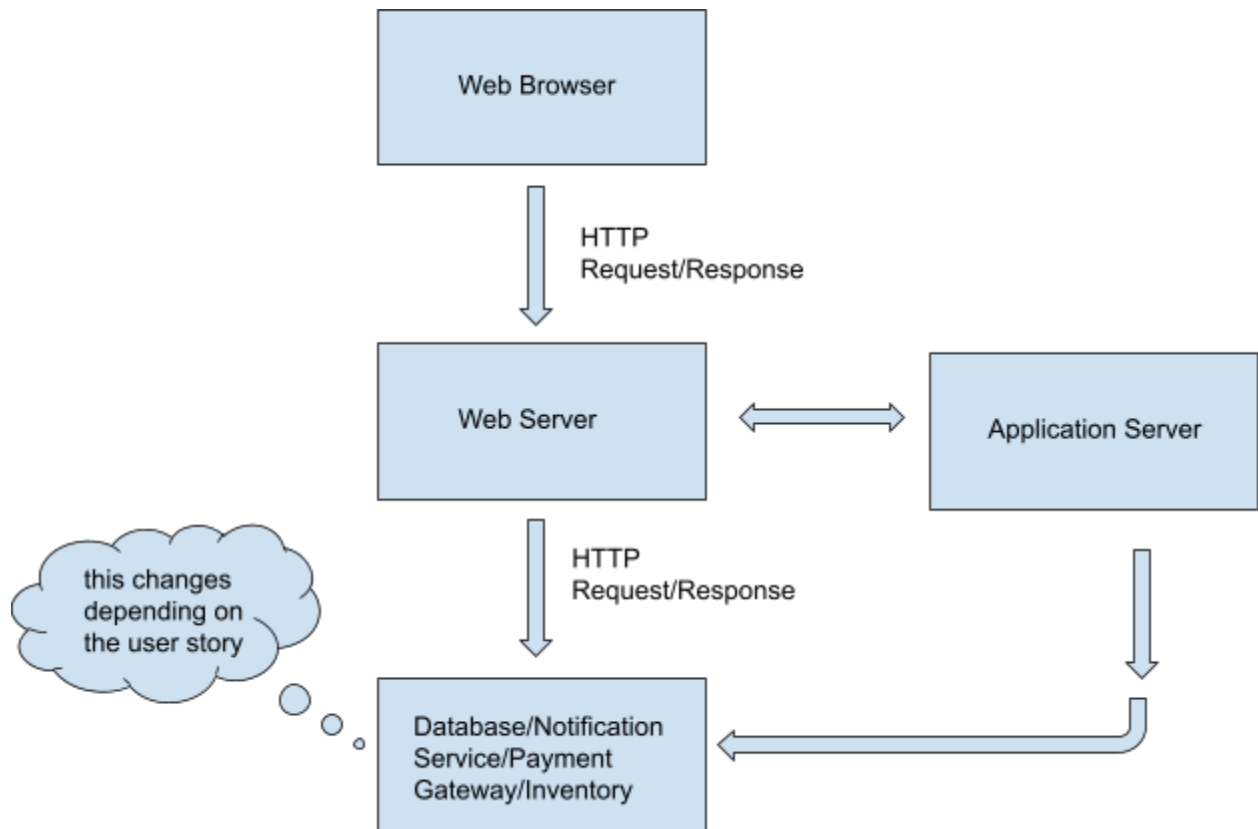 Web Browser
HTTP
Request/Response
Web Server
Application Server
HTTP
Request/Response
this changes
depending on
the user story
Database/Notification
Service/Payment
Gateway/Inventory